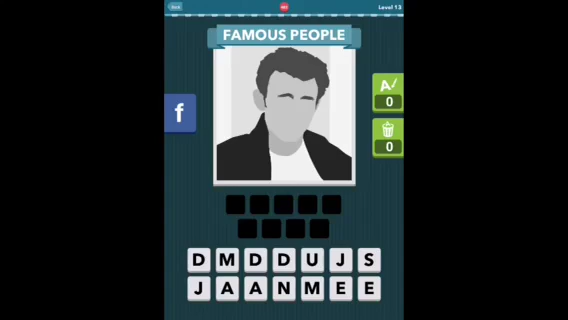 Back
Level 13
FAMOUS PEOPLE
A
0
f
0
D M D D U J S
J A A N M E E